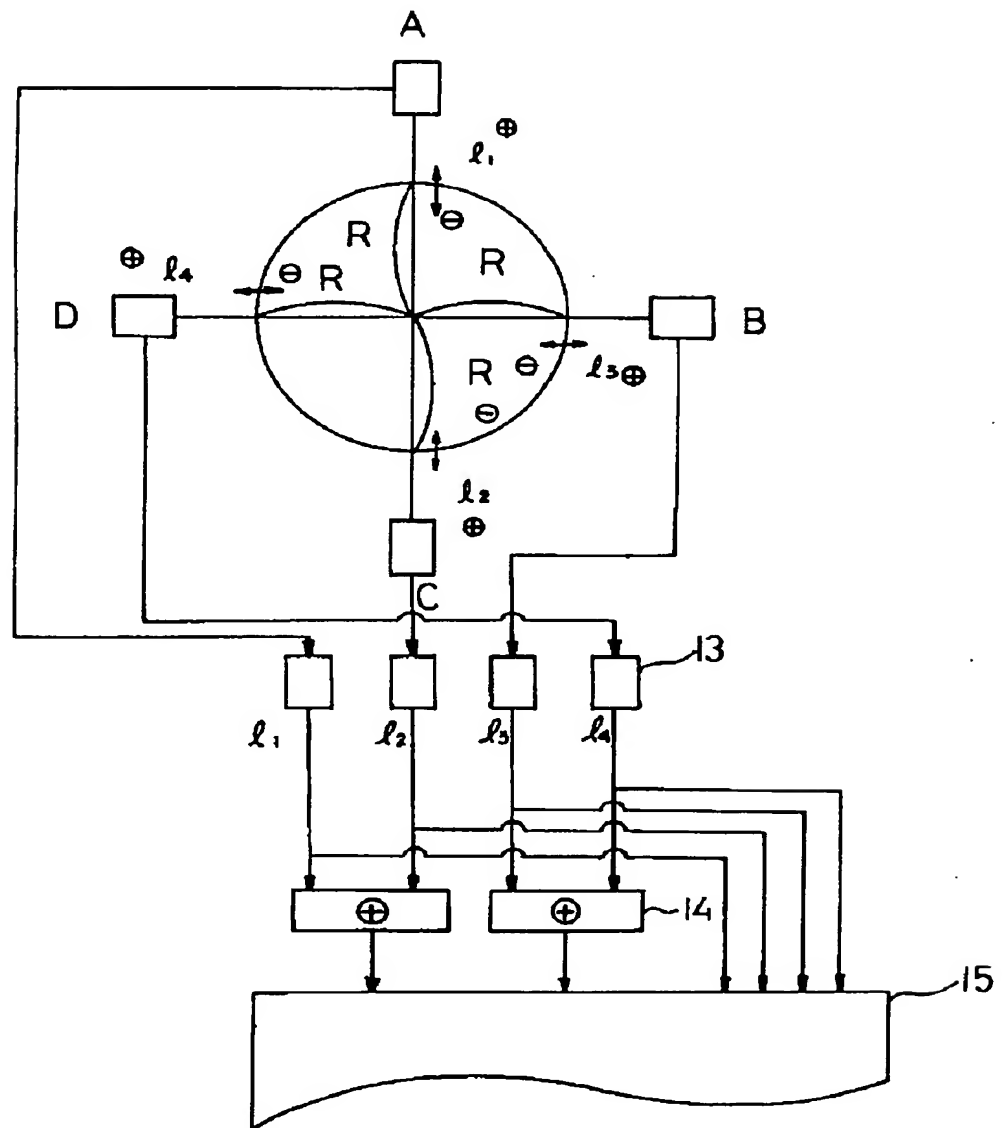 A
ℓ₁ ⊕
⊖
R
R
R
⊕ ℓ₄ ⊖
D
B
R ⊖ ℓ₃ ⊕
⊖
ℓ₂
⊕
C
13
ℓ₁ ℓ₂ ℓ₃ ℓ₄
⊕ ⊕ 14
15